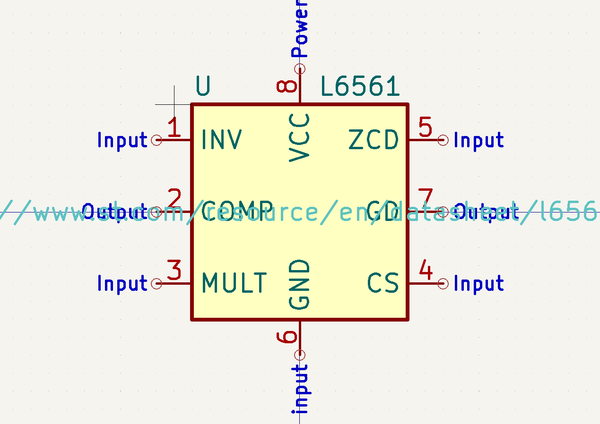 Power
8
U L6561
1 5
Input INV VCC ZCD Input
2 7
Output COMP GD Output
//www.st.com/resource/en/datasheet/l656
3 4
Input MULT GND CS Input
6
input